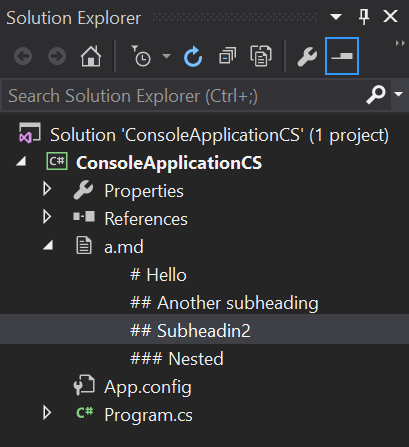 Solution Explorer
Search Solution Explorer (Ctrl+;)
Solution 'ConsoleApplicationCS' (1 project)
C# ConsoleApplicationCS
Properties
References
a.md
# Hello
## Another subheading
## Subheadin2
### Nested
App.config
C# Program.cs